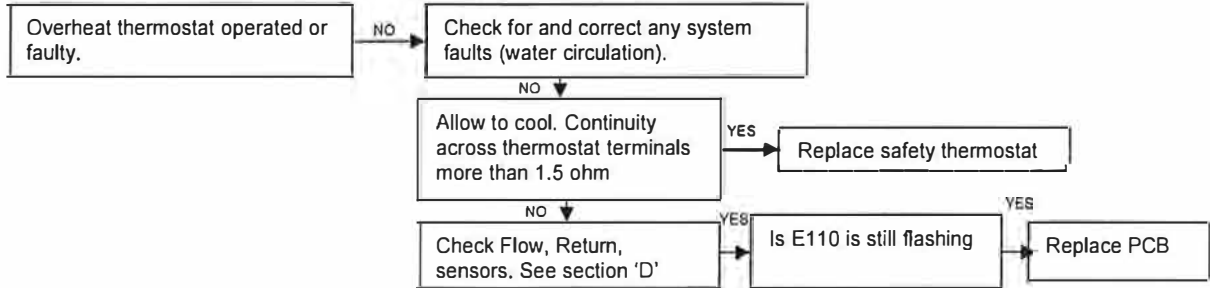 Overheat thermostat operated or
faulty.
NO
Check for and correct any system
faults (water circulation).
NO
Allow to cool. Continuity
across thermostat terminals
more than 1.5 ohm
YES
Replace safety thermostat
NO
Check Flow, Return,
sensors. See section ‘D’
YES
Is E110 is still flashing
YES
Replace PCB